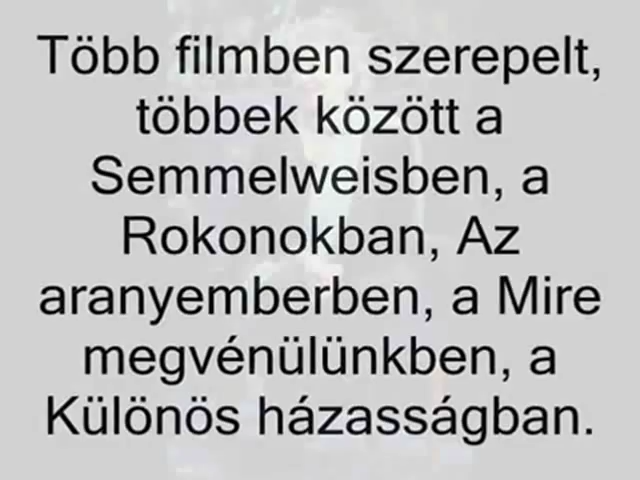 Több filmben szerepelt,
többek között a
Semmelweisben, a
Rokonokban, Az
aranyemberben, a Mire
megvénülünkben, a
Különös házasságban.